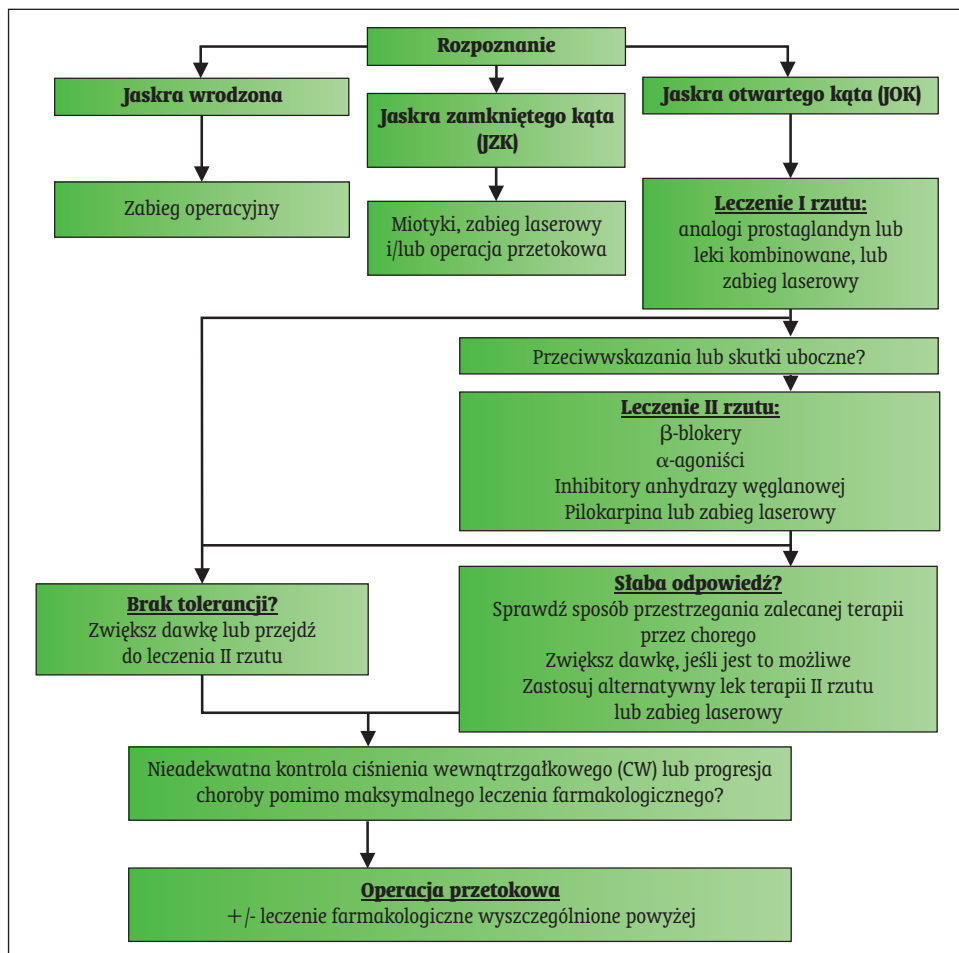 Rozpoznanie
Jaskra wrodzona
Jaskra zamkniętego kąta
(JZK)
Jaskra otwartego kąta (JOK)
Zabieg operacyjny
Miotyki, zabieg laserowy
i/lub operacja przetokowa
Leczenie I rzutu:
analogi prostaglandyn lub
leki kombinowane, lub
zabieg laserowy
Przeciwwskazania lub skutki uboczne?
Leczenie II rzutu:
β-blokery
α-agoniści
Inhibitory anhydrazy węglanowej
Pilokarpina lub zabieg laserowy
Brak tolerancji?
Zwiększ dawkę lub przejdź
do leczenia II rzutu
Słaba odpowiedź?
Sprawdź sposób przestrzegania zalecanej terapii
przez chorego
Zwiększ dawkę, jeśli jest to możliwe
Zastosuj alternatywny lek terapii II rzutu
lub zabieg laserowy
Nieadekwatna kontrola ciśnienia wewnątrzgałkowego (CW) lub progresja
choroby pomimo maksymalnego leczenia farmakologicznego?
Operacja przetokowa
+/- leczenie farmakologiczne wyszczególnione powyżej